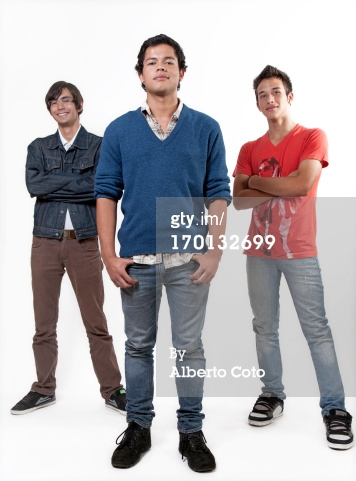 gty.im/
170132699
By
Alberto Coto